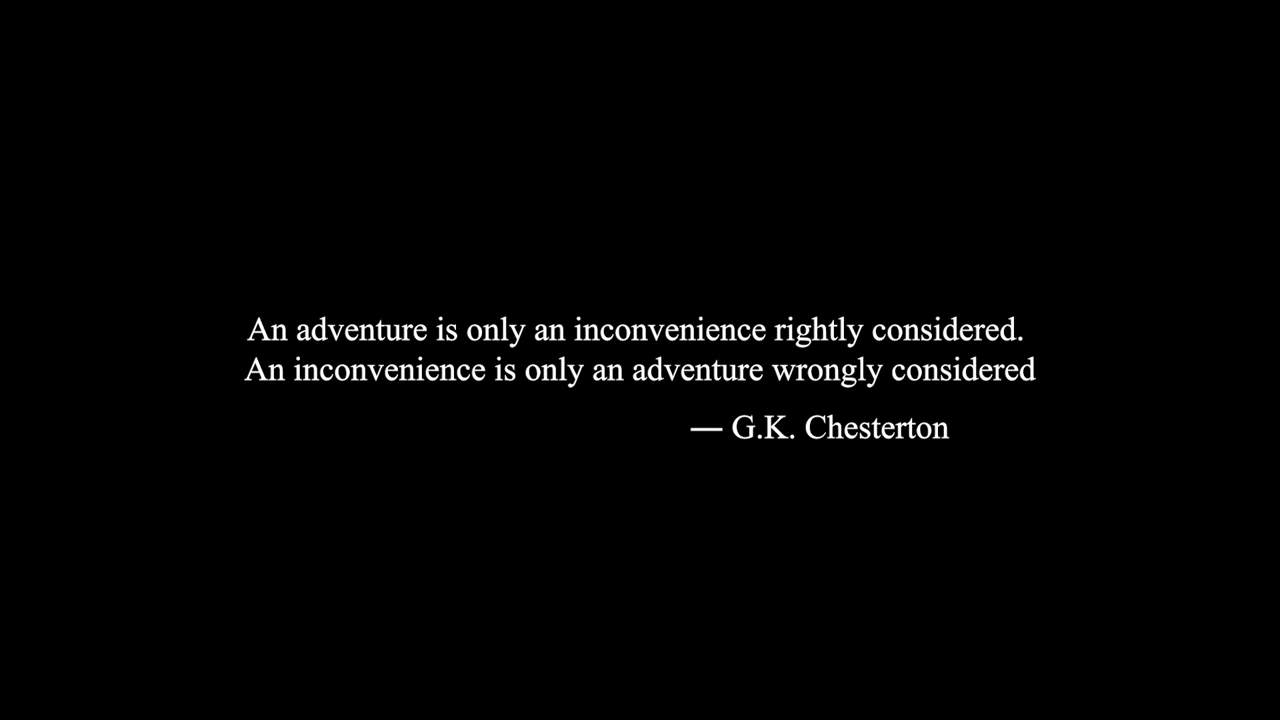 An adventure is only an inconvenience rightly considered.
An inconvenience is only an adventure wrongly considered
— G.K. Chesterton